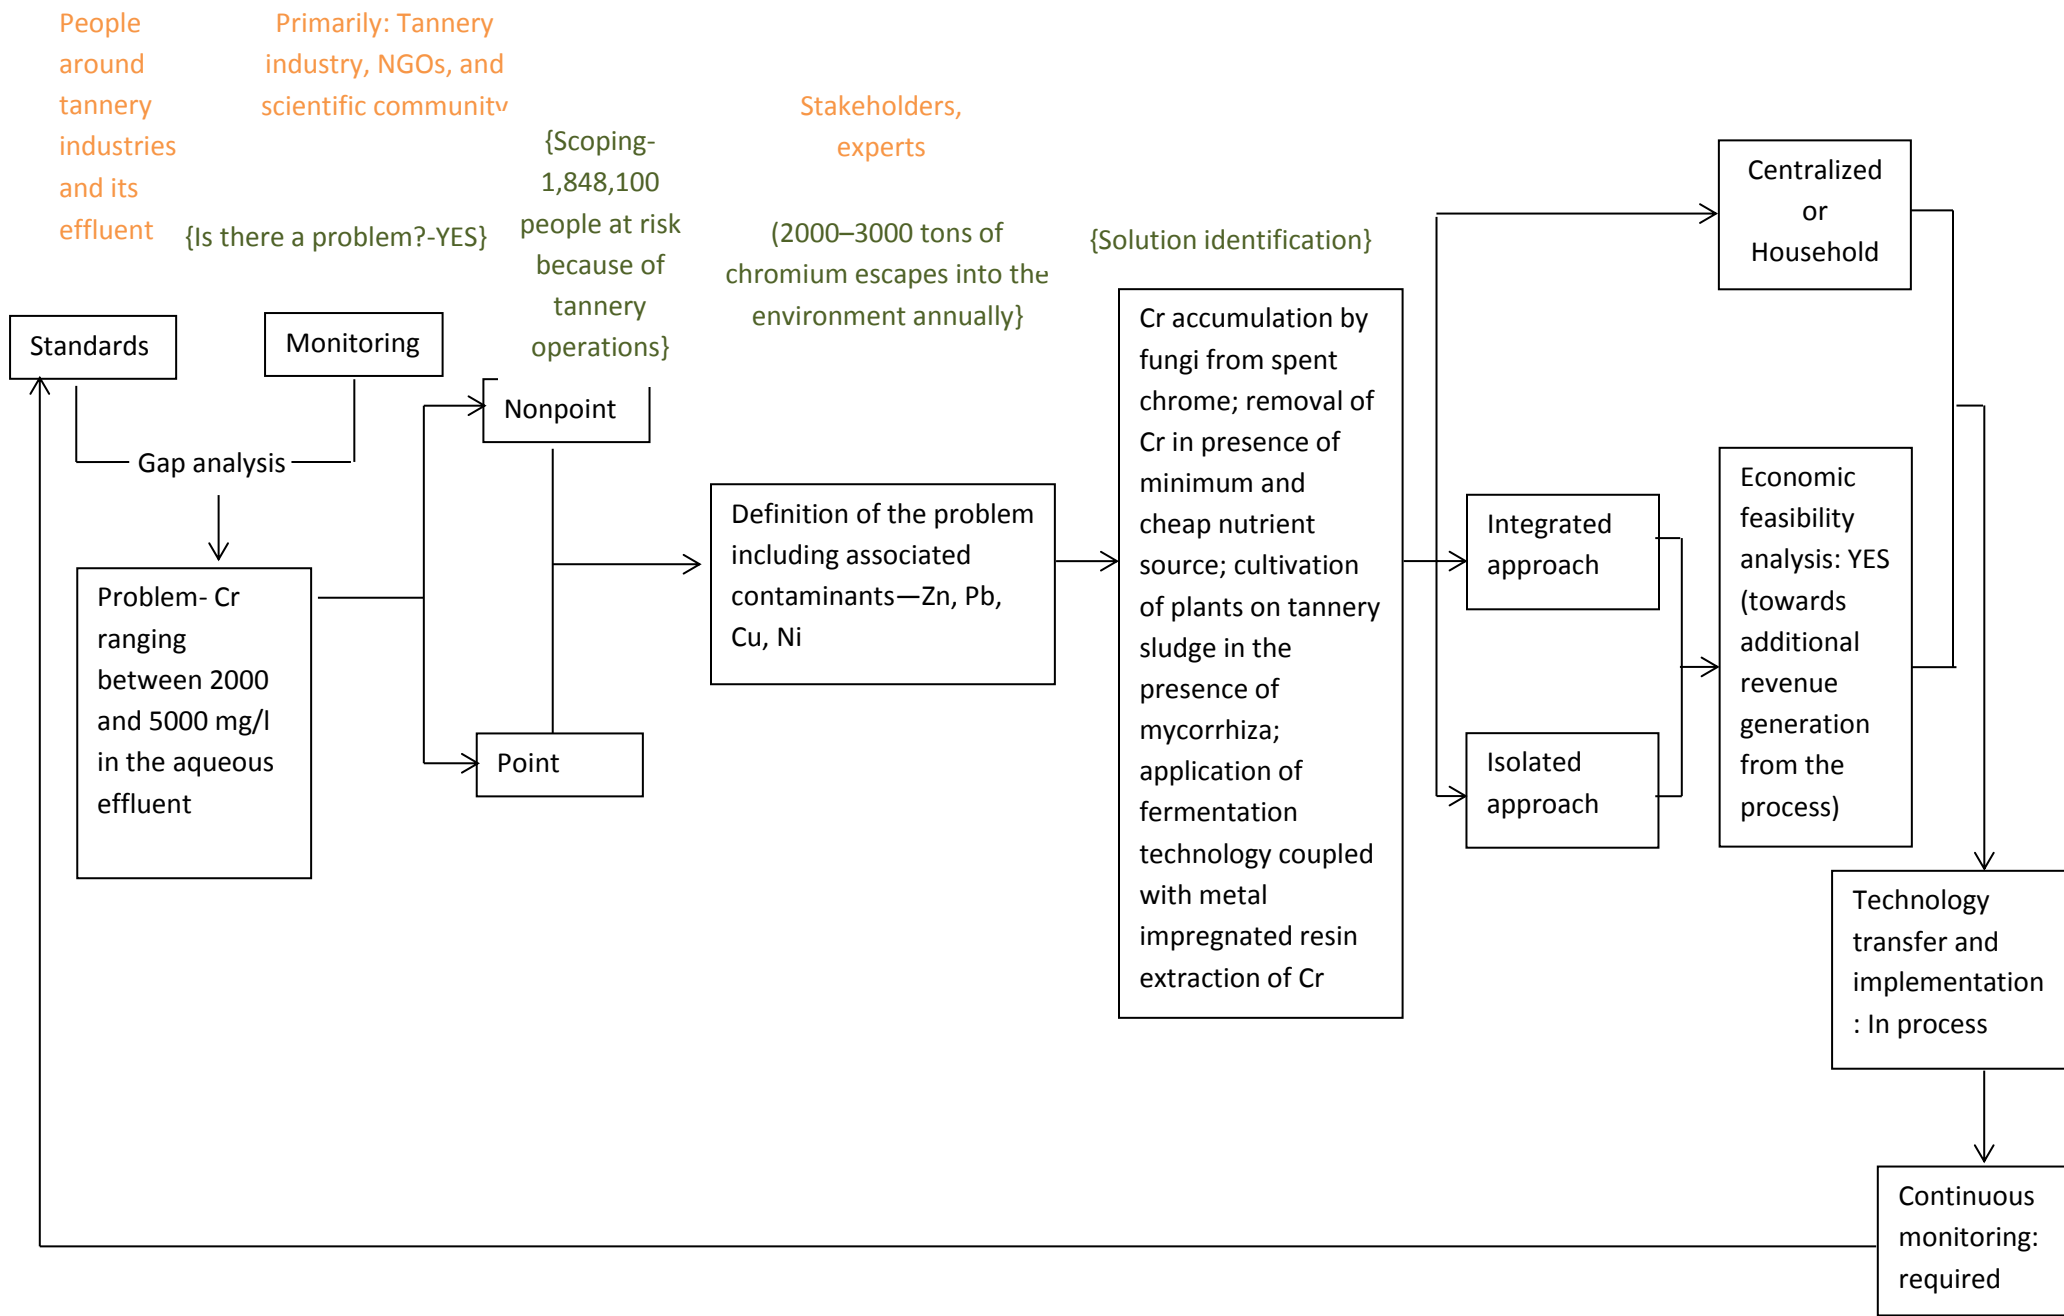 People
around
tannery
industries
and its
effluent
Primarily: Tannery
industry, NGOs, and
scientific community
{Is there a problem?-YES}
{Scoping-
1,848,100
people at risk
because of
tannery
operations}
Stakeholders,
experts
(2000–3000 tons of
chromium escapes into the
environment annually}
{Solution identification}
Standards
Monitoring
Gap analysis
Problem- Cr
ranging
between 2000
and 5000 mg/l
in the aqueous
effluent
Nonpoint
Point
Definition of the problem
including associated
contaminants—Zn, Pb,
Cu, Ni
Cr accumulation by
fungi from spent
chrome; removal of
Cr in presence of
minimum and
cheap nutrient
source; cultivation
of plants on tannery
sludge in the
presence of
mycorrhiza;
application of
fermentation
technology coupled
with metal
impregnated resin
extraction of Cr
Centralized
or
Household
Integrated
approach
Isolated
approach
Economic
feasibility
analysis: YES
(towards
additional
revenue
generation
from the
process)
Technology
transfer and
implementation
: In process
Continuous
monitoring:
required